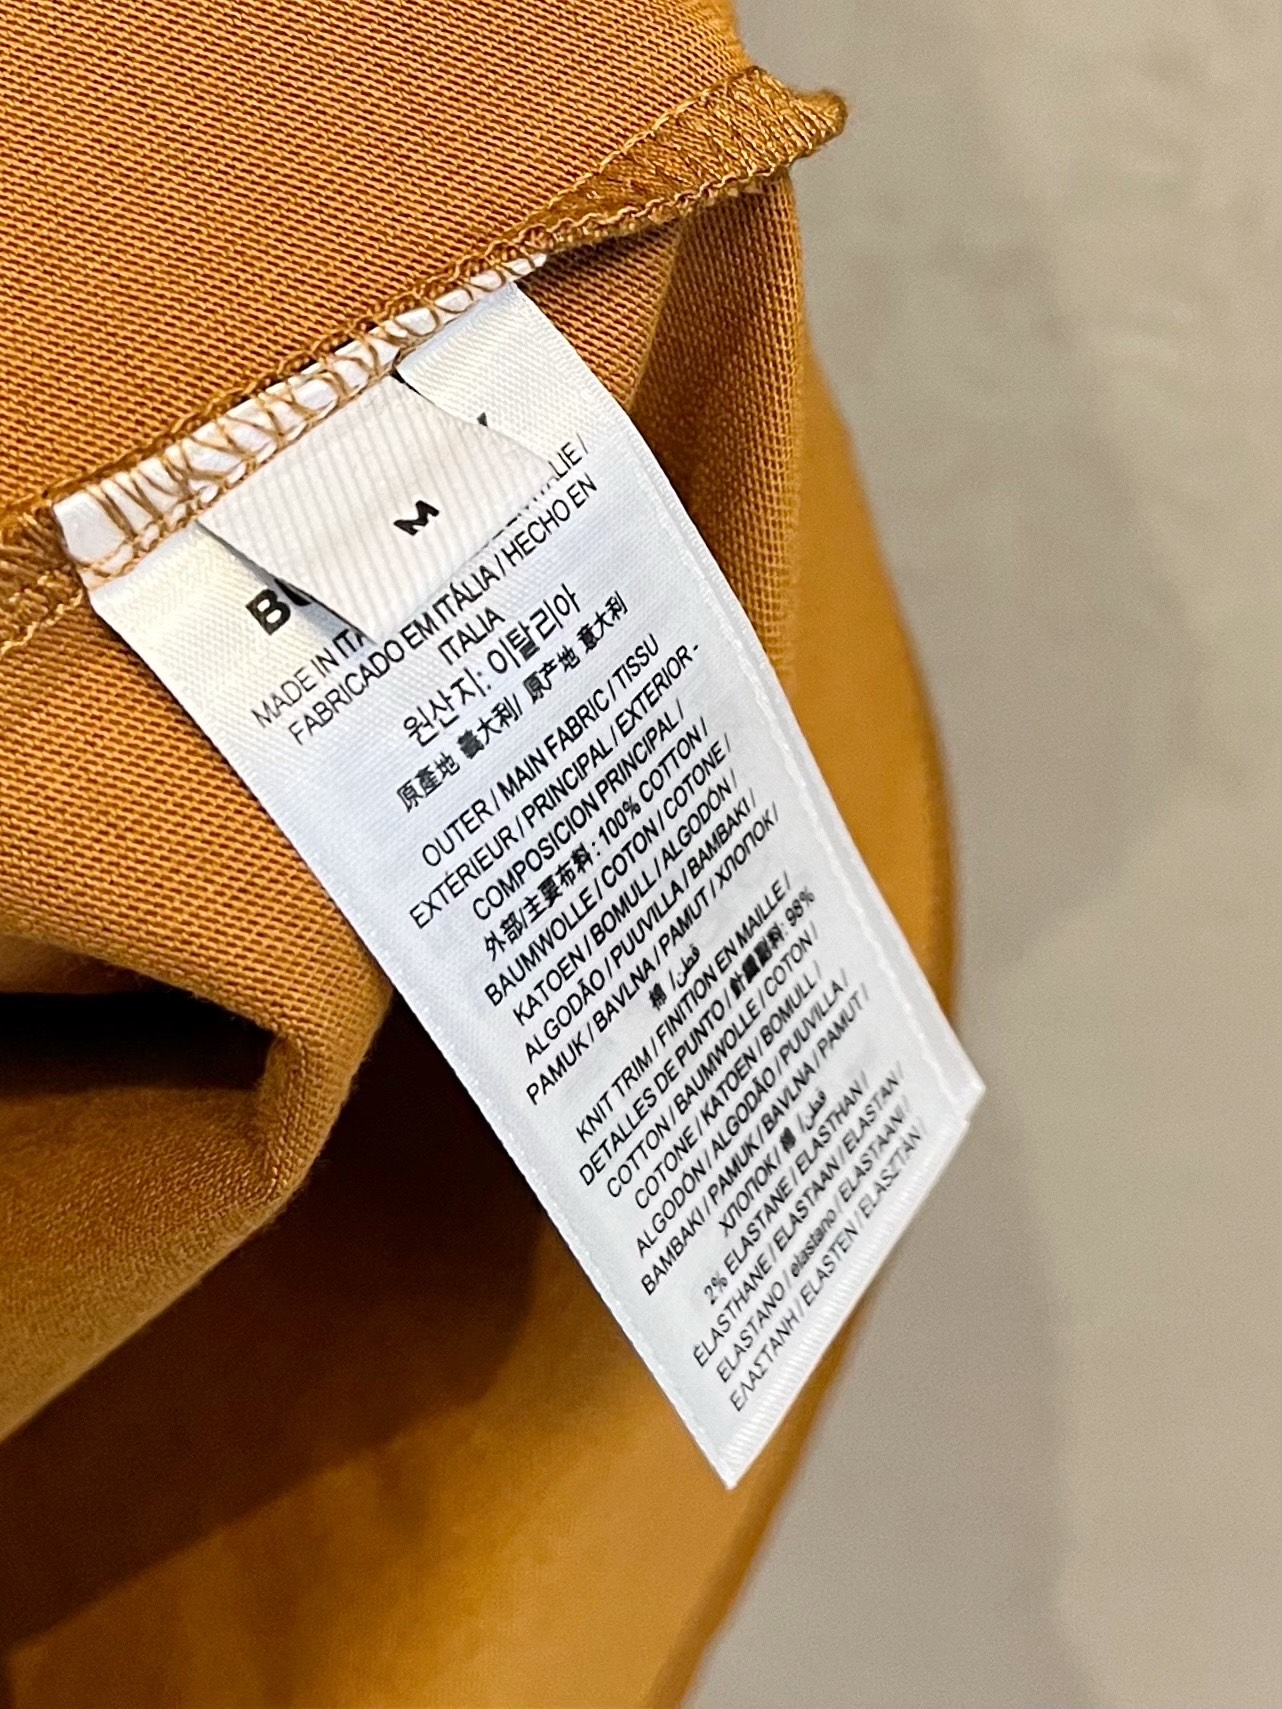 M
MADE IN
FABRICADO EM ITÁLIA / HECHO EN
ITALIA
원산지: 이탈리아
原產地 義大利/ 原产地 意大利
OUTER / MAIN FABRIC / TISSU
EXTÉRIEUR / PRINCIPAL / EXTERIOR -
COMPOSICION PRINCIPAL /
外部/主要布料: 100% COTTON /
BAUMWOLLE / COTON / COTONE /
KATOEN / BOMULL / ALGODÓN /
ALGODÃO / PUUVILLA / BAMBAKI /
PAMUK / BAVLNA / PAMUT / ΧΛΟΠΟΚ /
棉 / قطن
KNIT TRIM / FINITION EN MAILLE /
DETALLES DE PUNTO / 針織副料: 98%
COTTON / BAUMWOLLE / COTON /
COTONE / KATOEN / BOMULL /
ALGODÓN / ALGODÃO / PUUVILLA /
BAMBAKI / PAMUK / BAVLNA / PAMUT /
ΧΛΟΠΟΚ / 棉 / قطن
2% ELASTANE / ELASTHAN /
ÉLASTHANE / ELASTAAN / ELASTAN /
ELASTANO / elastano / ELASTAANI /
ΕΛΑΣΤΑΝΗ / ELASTEN / ELASZTÁN /